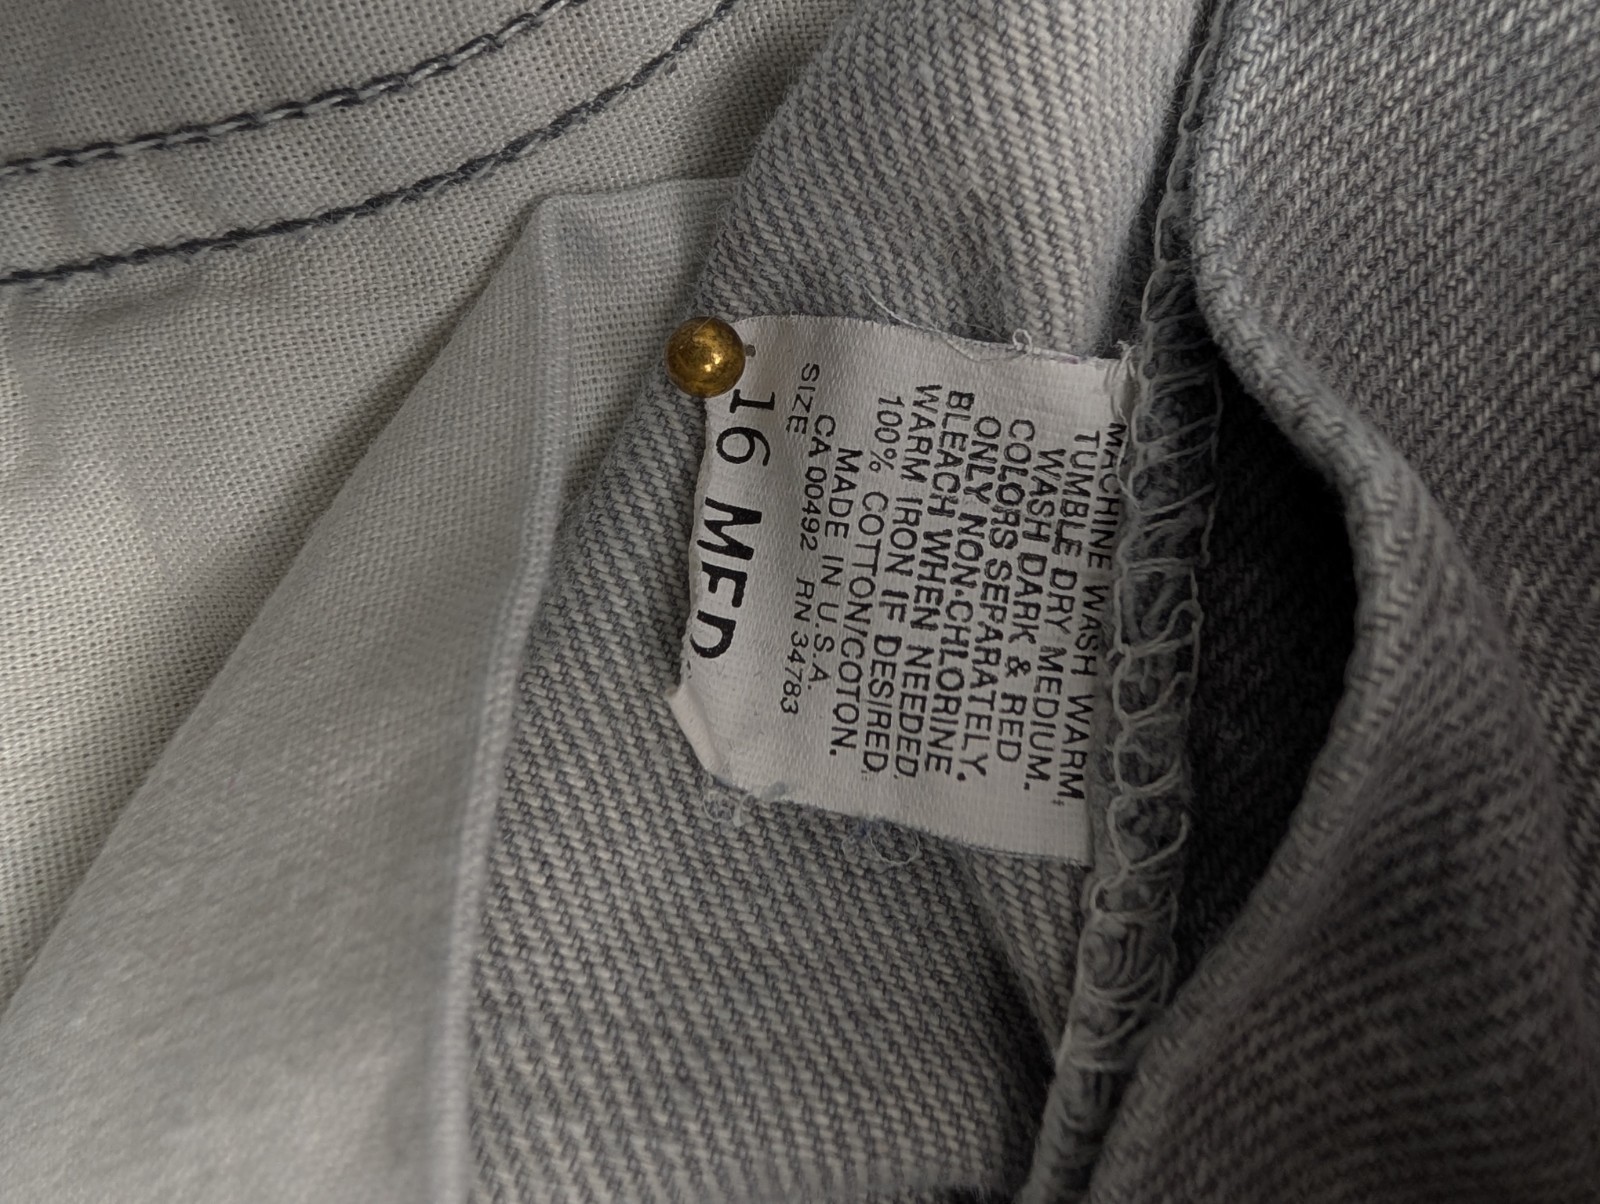 MACHINE WASH WARM,
TUMBLE DRY MEDIUM.
WASH DARK & RED
COLORS SEPARATELY.
ONLY NON-CHLORINE
BLEACH WHEN NEEDED.
WARM IRON IF DESIRED.
100% COTTON/COTON.
MADE IN U.S.A.
CA 00492 RN 34783
SIZE
16 MED